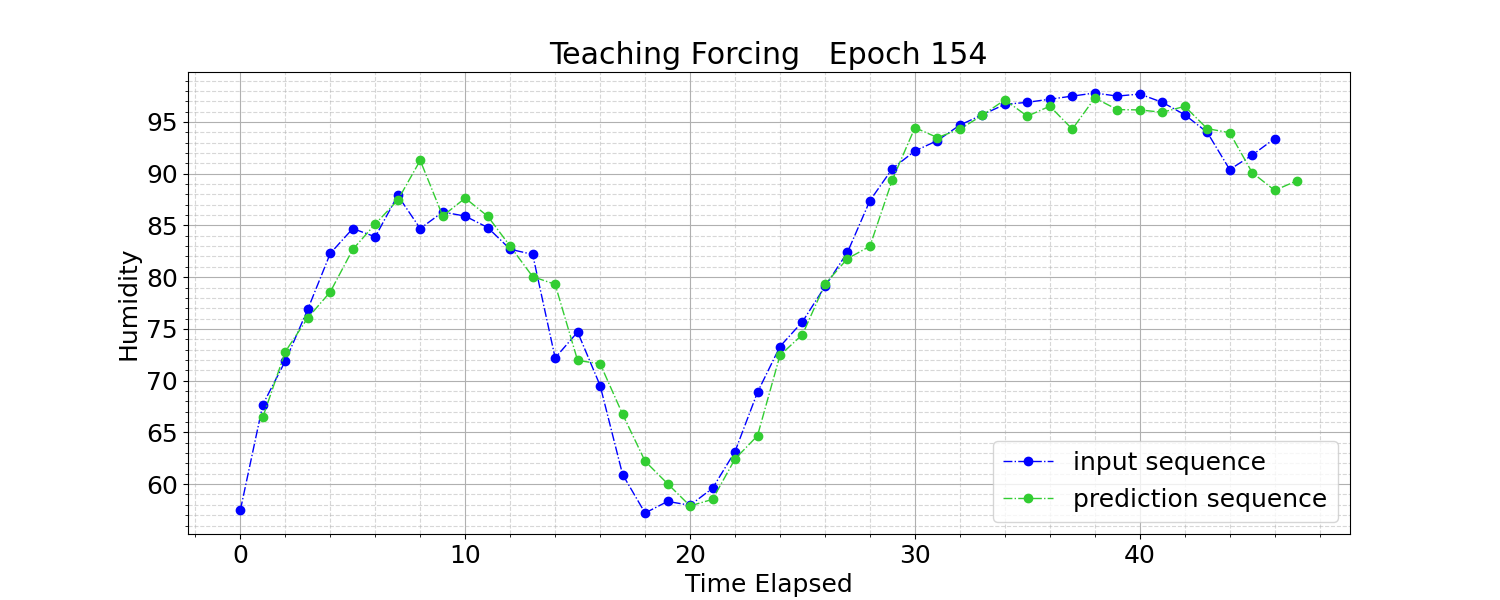 Teaching Forcing   Epoch 154
95
90
85
80
75
70
65
60
Humidity
input sequence
prediction sequence
0 10 20 30 40
Time Elapsed